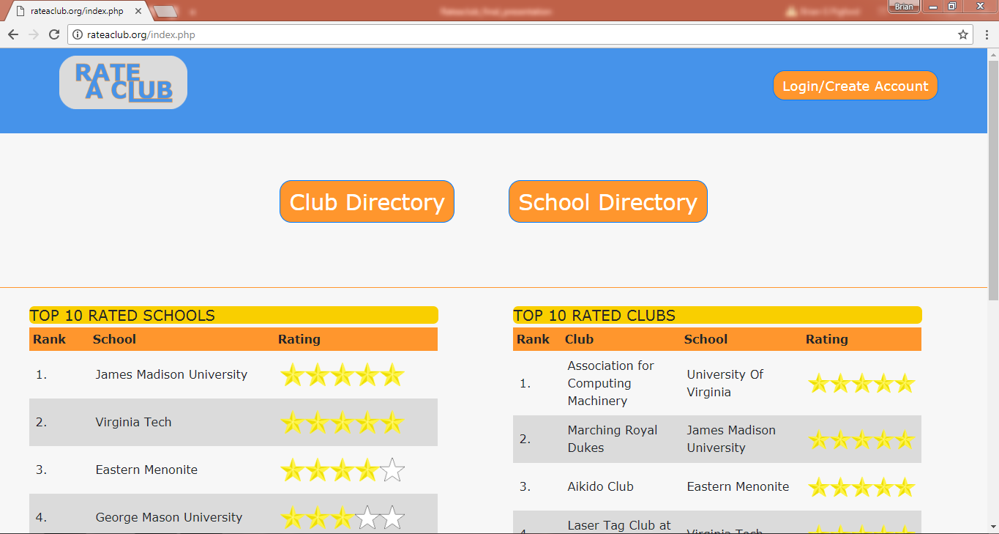 rateaclub.org/index.php
Rateaclub_final_presentation
Brian
rateaclub.org/index.php
RATE
A CLUB
Login/Create Account
Club Directory
School Directory
TOP 10 RATED SCHOOLS
Rank School Rating
1. James Madison University
2. Virginia Tech
3. Eastern Menonite
4. George Mason University
TOP 10 RATED CLUBS
Rank Club School Rating
1. Association for
Computing
Machinery
University Of
Virginia
2. Marching Royal
Dukes
James Madison
University
3. Aikido Club Eastern Menonite
4. Laser Tag Club at
Virginia Tech